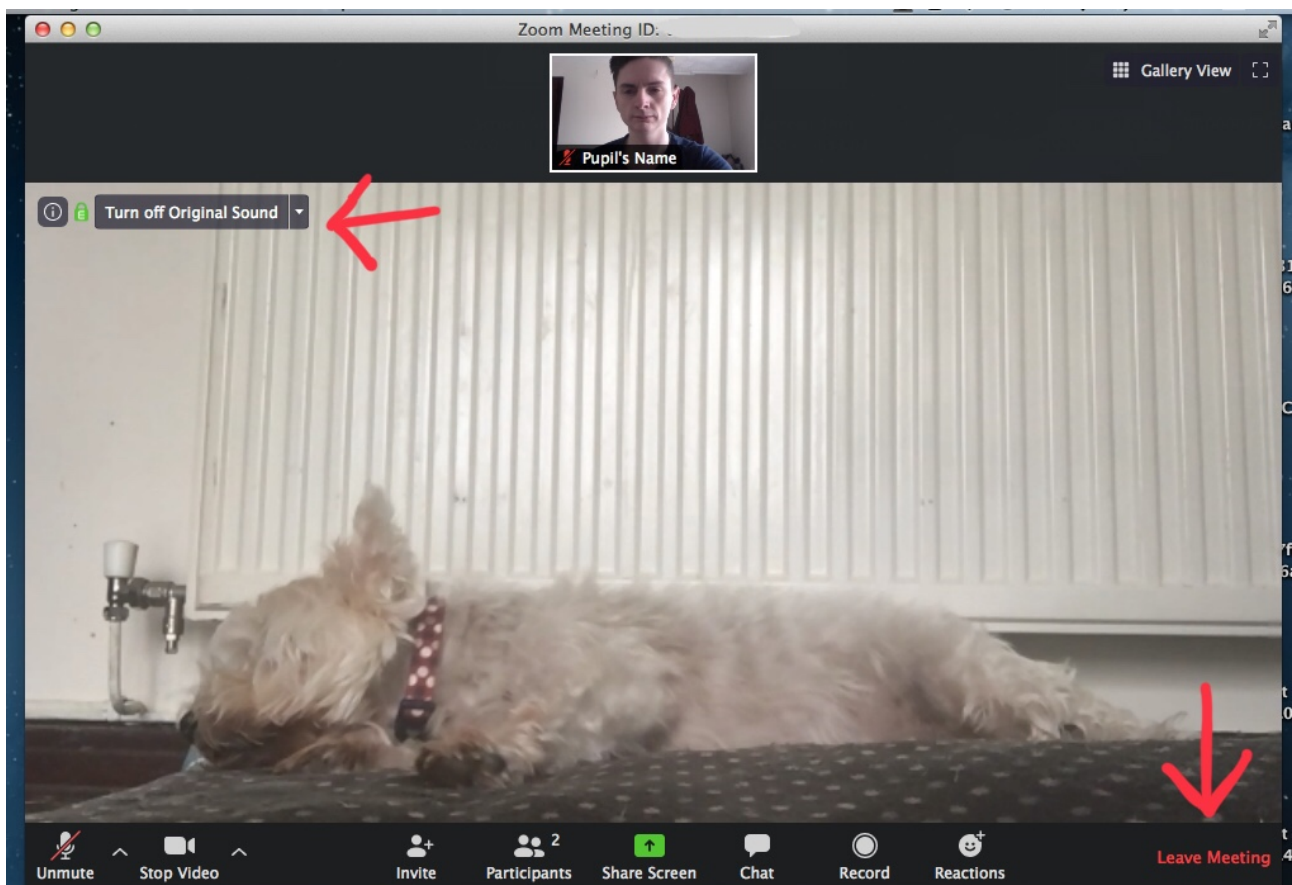 Zoom Meeting ID:
Gallery View
Pupil's Name
Turn off Original Sound
2
Unmute
Stop Video
Invite
Participants
Share Screen
Chat
Record
Reactions
Leave Meeting